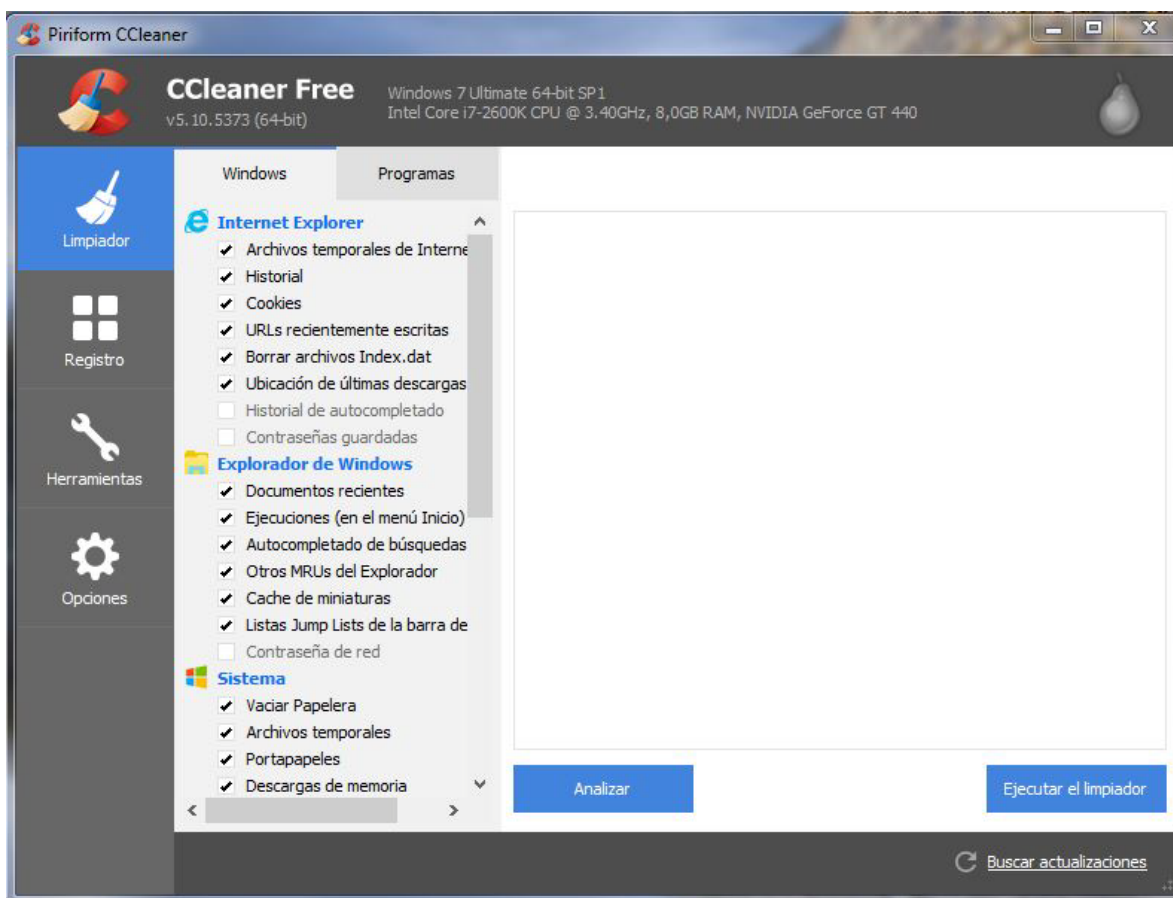 Piriform CCleaner
CCleaner Free
v5.10.5373 (64-bit)
Windows 7 Ultimate 64-bit SP1
Intel Core i7-2600K CPU @ 3.40GHz, 8,0GB RAM, NVIDIA GeForce GT 440
Limpiador
Registro
Herramientas
Opciones
Windows
Programas
Internet Explorer
Archivos temporales de Interne
Historial
Cookies
URLs recientemente escritas
Borrar archivos Index.dat
Ubicación de últimas descargas
Historial de autocompletado
Contraseñas guardadas
Explorador de Windows
Documentos recientes
Ejecuciones (en el menú Inicio)
Autocompletado de búsquedas
Otros MRUs del Explorador
Cache de miniaturas
Listas Jump Lists de la barra de
Contraseña de red
Sistema
Vaciar Papelera
Archivos temporales
Portapapeles
Descargas de memoria
Analizar
Ejecutar el limpiador
Buscar actualizaciones